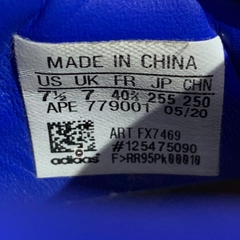 MADE IN CHINA
US UK FR JP CHN
7½ 7 40⅔ 255 250
APE 779001 05/20
ART FX7469
#125475090
adidas F>RR95Pk00010